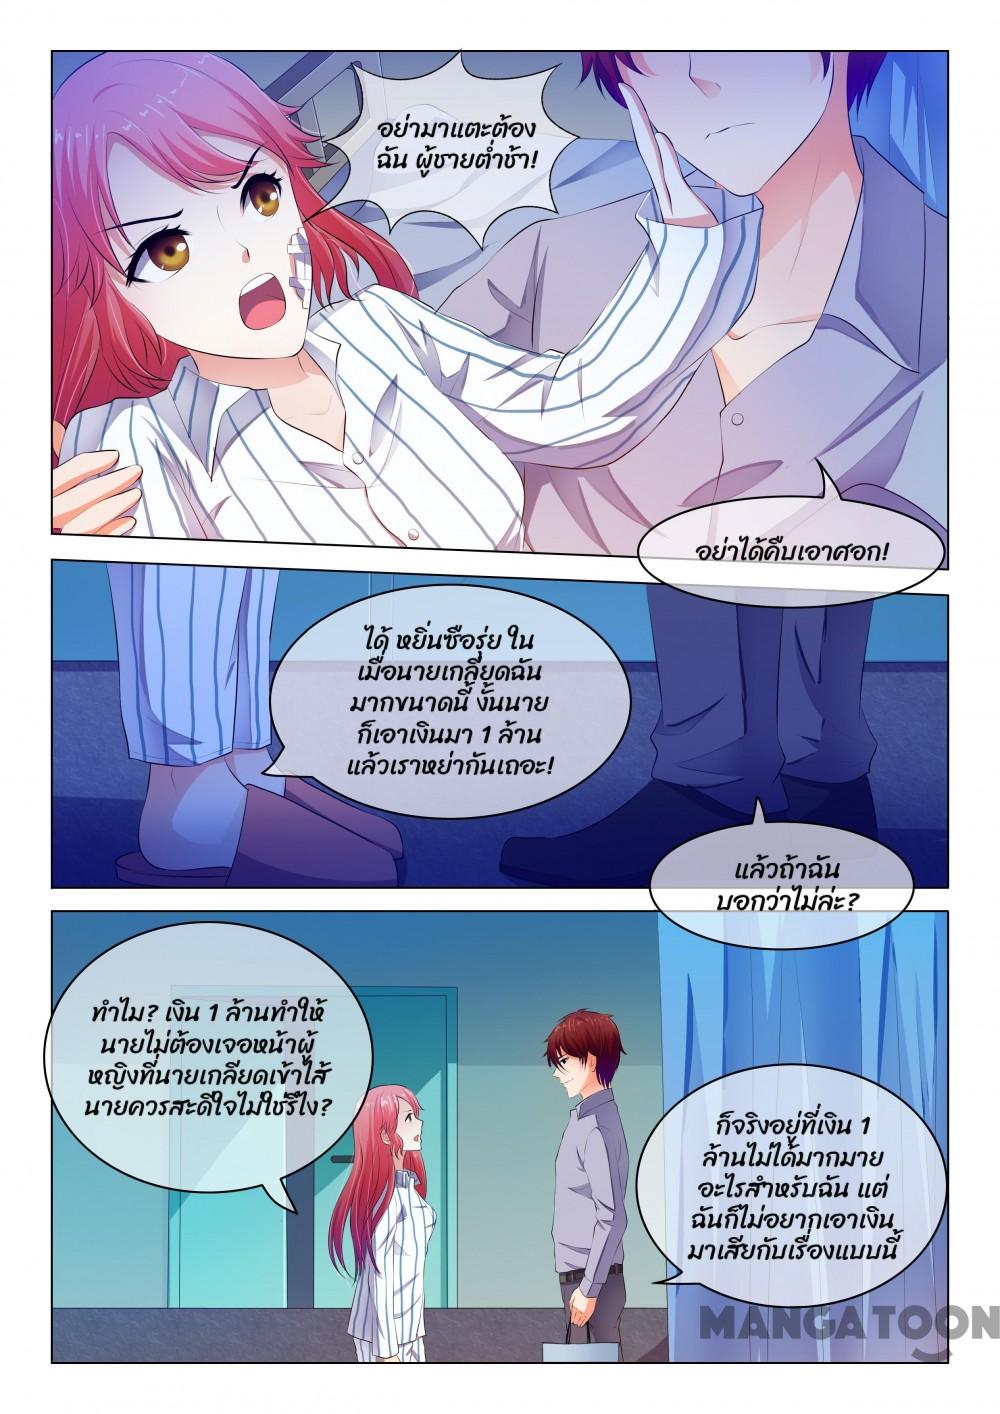 อย่ามาแตะต้อง
ฉัน ผู้ชายต่ำช้า!
อย่าได้คืบเอาศอก!
ได้ หยิ่นซือรุ่ย ใน
เมื่อนายเกลียดฉัน
มากขนาดนี้ งั้นนาย
ก็เอาเงินมา 1 ล้าน
แล้วเราหย่ากันเถอะ!
แล้วถ้าฉัน
บอกว่าไม่ล่ะ?
ทำไม? เงิน 1 ล้านทำให้
นายไม่ต้องเจอหน้าผู้
หญิงที่นายเกลียดเข้าไส้
นายควรสะดีใจไม่ใช่รึไง?
ก็จริงอยู่ที่เงิน 1
ล้านไม่ได้มากมาย
อะไรสำหรับฉัน แต่
ฉันก็ไม่อยากเอาเงิน
มาเสียกับเรื่องแบบนี้
MANGATOON